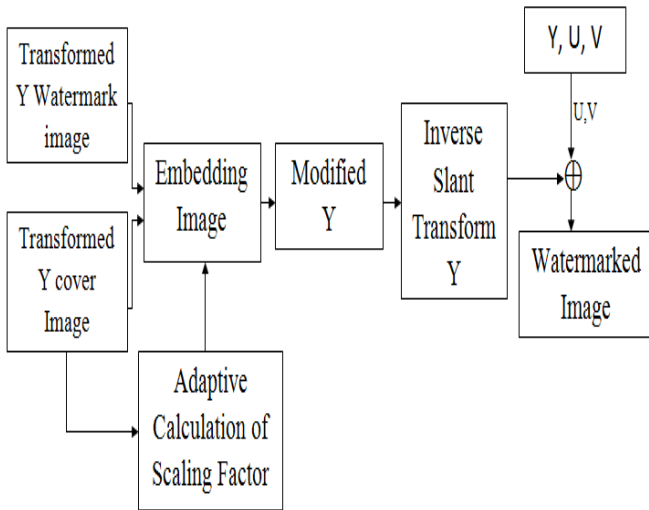 Transformed
Y Watermark
image
Transformed
Y cover
Image
Embedding
Image
Adaptive
Calculation of
Scaling Factor
Modified
Y
Inverse
Slant
Transform
Y
Y, U, V
U,V
Watermarked
Image